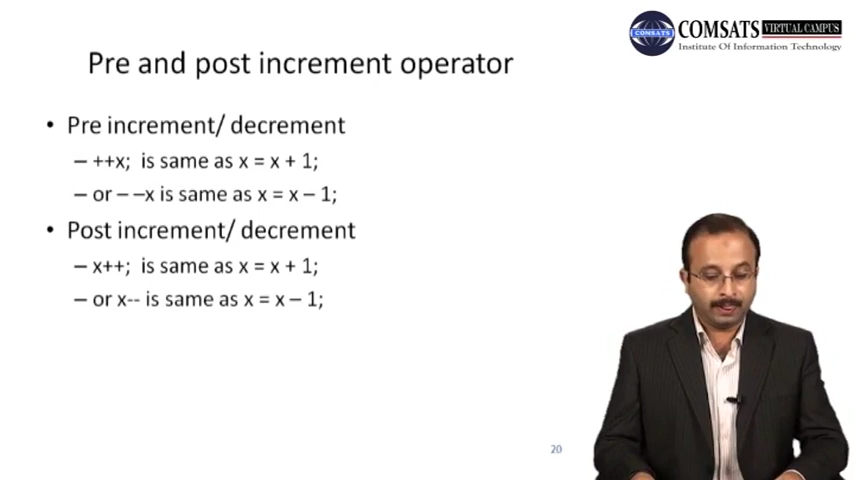 COMSATS
COMSATS VIRTUAL CAMPUS
Institute Of Information Technology
Pre and post increment operator
• Pre increment/ decrement
– ++x;  is same as x = x + 1;
– or – –x is same as x = x – 1;
• Post increment/ decrement
– x++;  is same as x = x + 1;
– or x-- is same as x = x – 1;
20